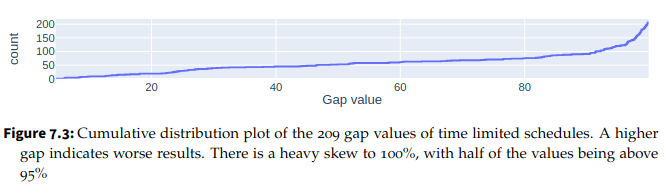 200
150
100
50
0
count
20 40 60 80
Gap value
Figure 7.3: Cumulative distribution plot of the 209 gap values of time limited schedules. A higher
gap indicates worse results. There is a heavy skew to 100%, with half of the values being above
95%